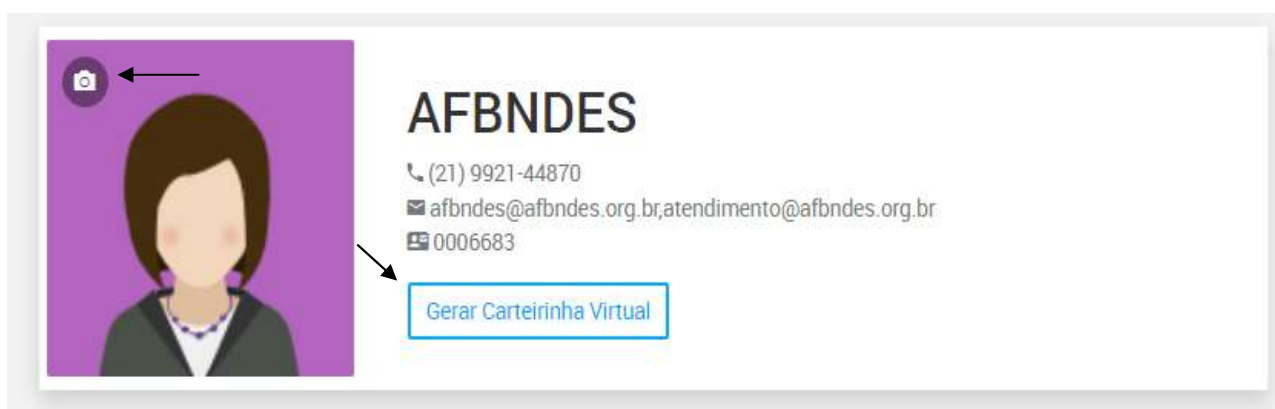 AFBNDES
(21) 9921-44870
afbndes@afbndes.org.br,atendimento@afbndes.org.br
0006683
Gerar Carteirinha Virtual